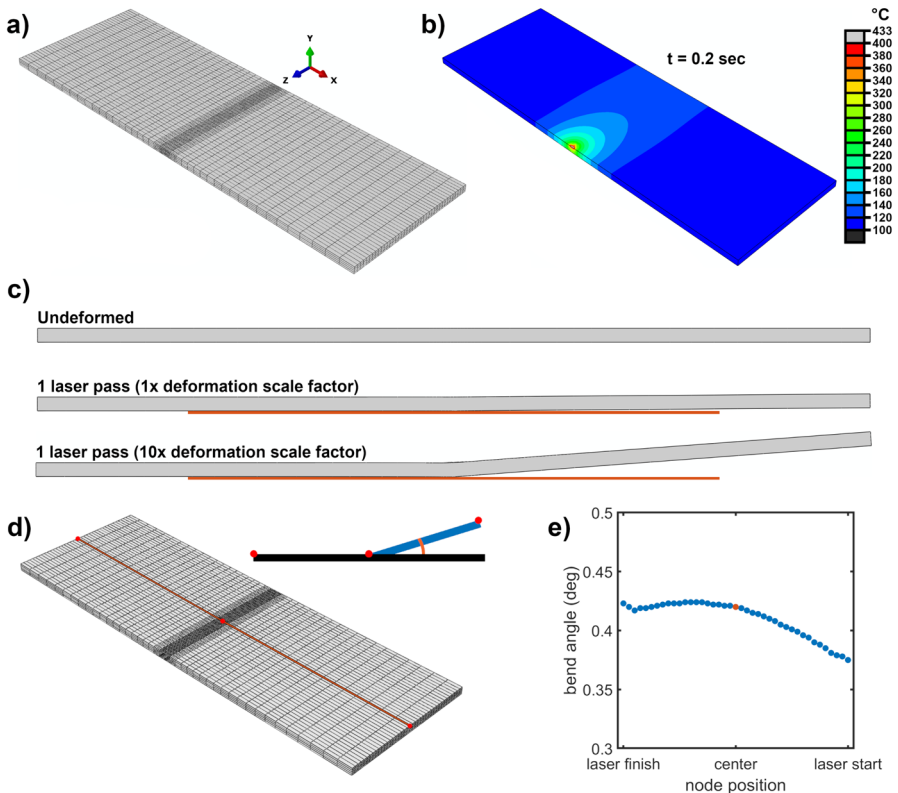 a)
Y
Z
X
b)
t = 0.2 sec
°C
433
400
380
360
340
320
300
280
260
240
220
200
180
160
140
120
100
c)
Undeformed
1 laser pass (1x deformation scale factor)
1 laser pass (10x deformation scale factor)
d)
e)
0.5
0.45
0.4
0.35
0.3
bend angle (deg)
laser finish
center
laser start
node position